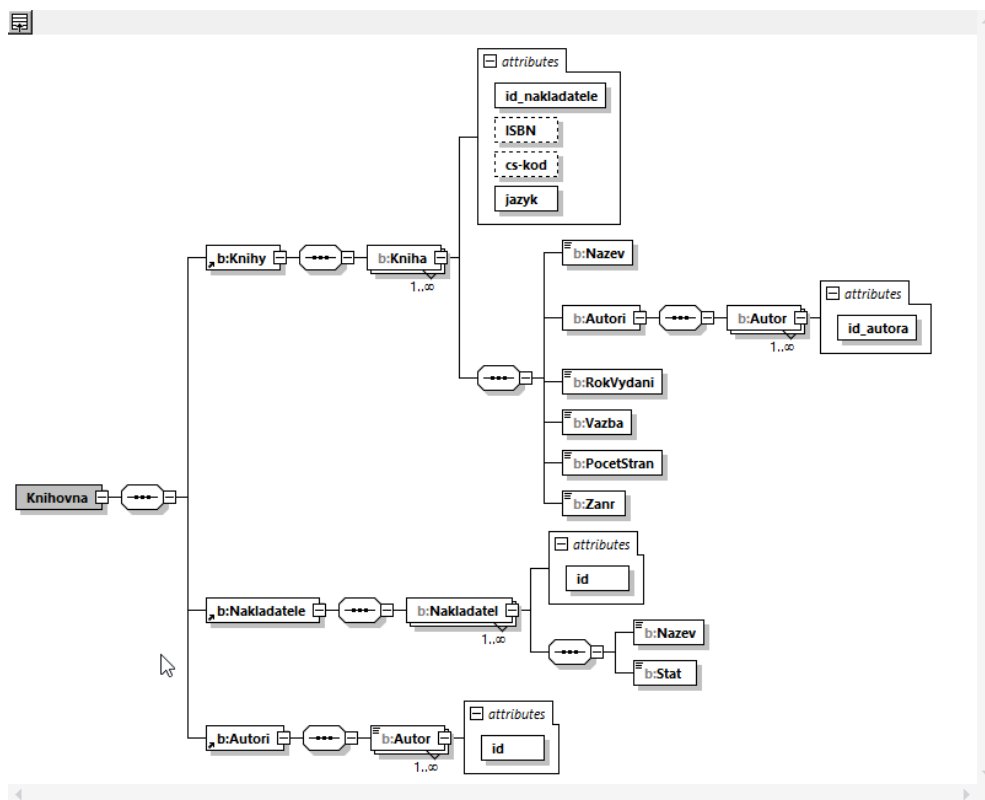 attributes
id_nakladatele
ISBN
cs-kod
jazyk
b:Knihy
b:Kniha
1..∞
b:Nazev
b:Autori
b:Autor
1..∞
attributes
id_autora
b:RokVydani
b:Vazba
b:PocetStran
b:Zanr
Knihovna
attributes
id
b:Nakladatele
b:Nakladatel
1..∞
b:Nazev
b:Stat
attributes
b:Autori
b:Autor
1..∞
id